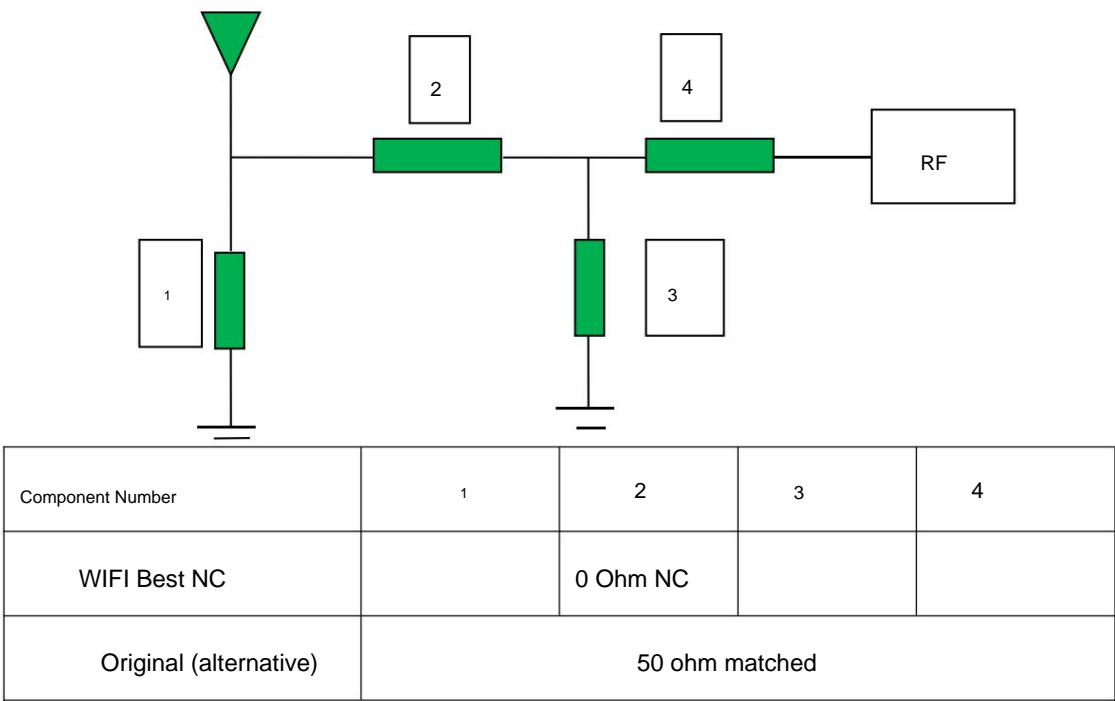 2
4
RF
1
3
Component Number 1 2 3 4
WIFI Best NC 0 Ohm NC
Original (alternative) 50 ohm matched